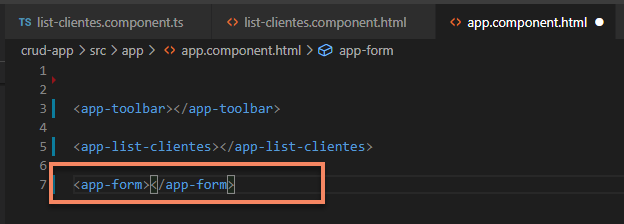 TS list-clientes.component.ts <> list-clientes.component.html <> app.component.html ●
crud-app > src > app > <> app.component.html > app-form
1
2
3 <app-toolbar></app-toolbar>
4
5 <app-list-clientes></app-list-clientes>
6
7 <app-form></app-form>